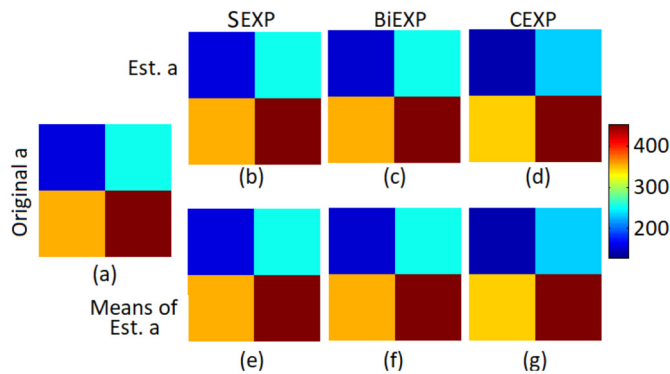 SEXP BiEXP CEXP
Est. a
(b) (c) (d)
Original a
(a)
400
300
200
Means of
Est. a
(e) (f) (g)